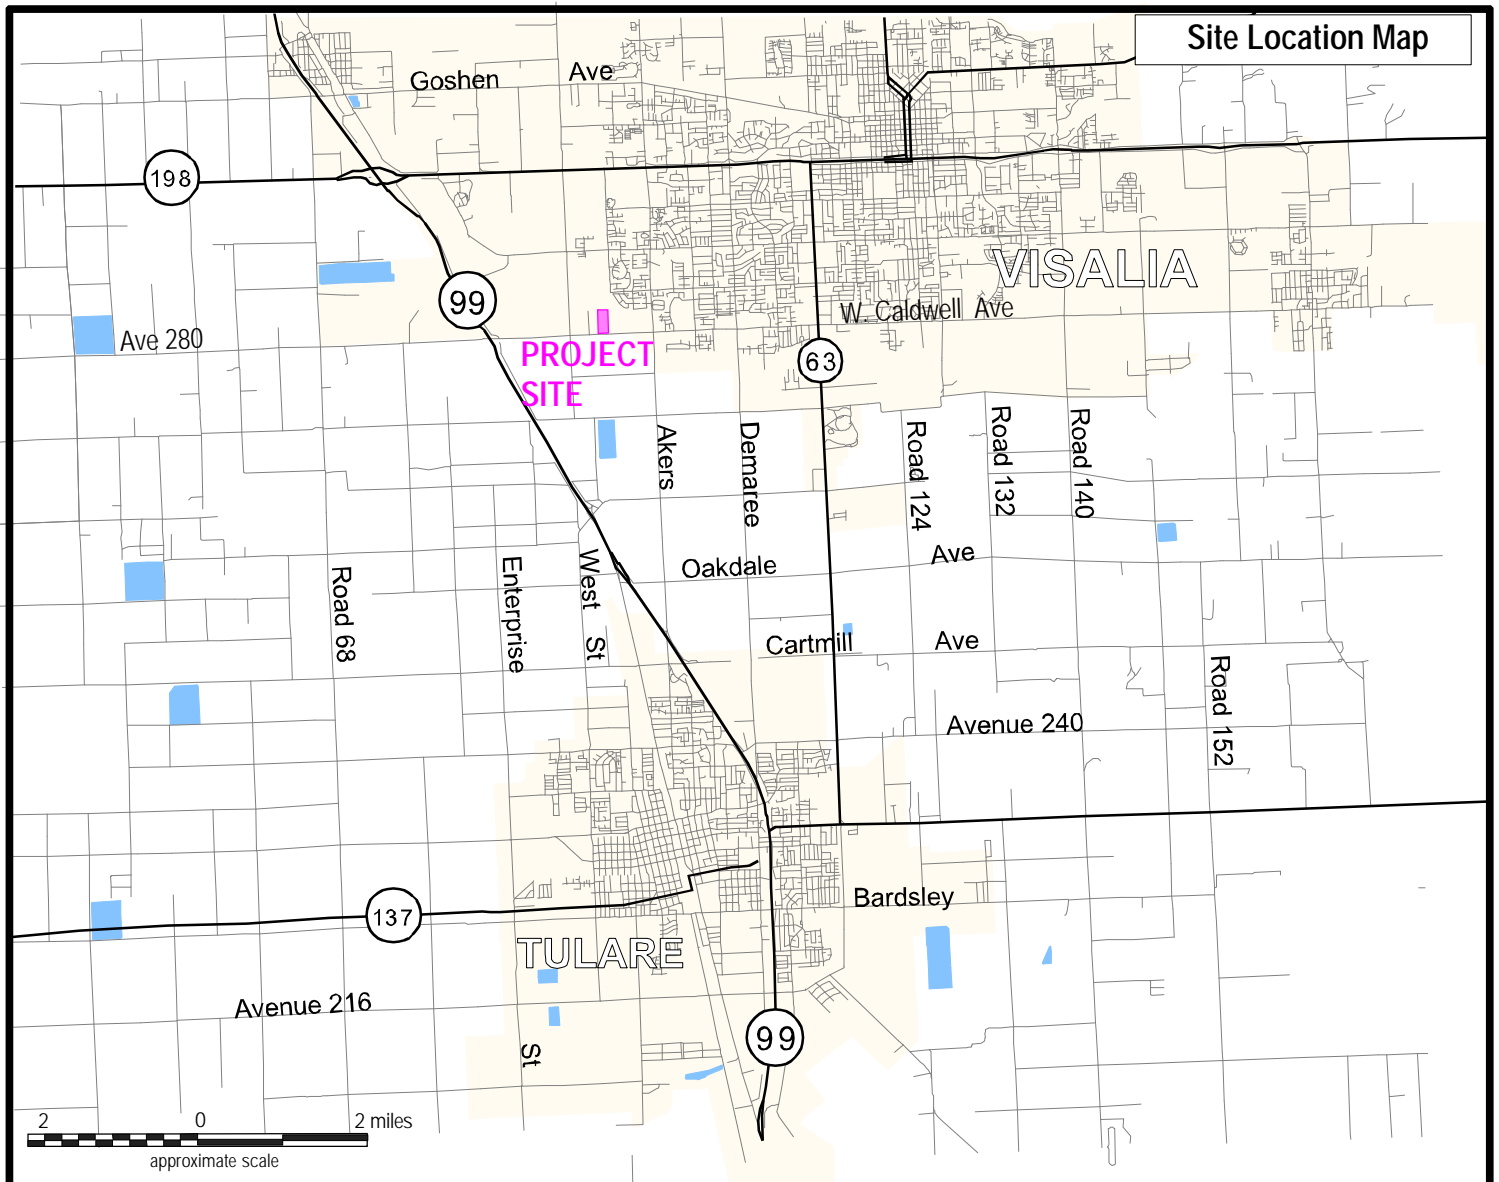 Site Location Map
Goshen Ave
198
VISALIA
99
W. Caldwell Ave
Ave 280
PROJECT
SITE
63
Akers
Demaree
Road 124
Road 132
Road 140
Oakdale Ave
Road 68
Enterprise
West St
Cartmill Ave
Road 152
Avenue 240
Bardsley
137
TULARE
Avenue 216
St
99
2 0 2 miles
approximate scale